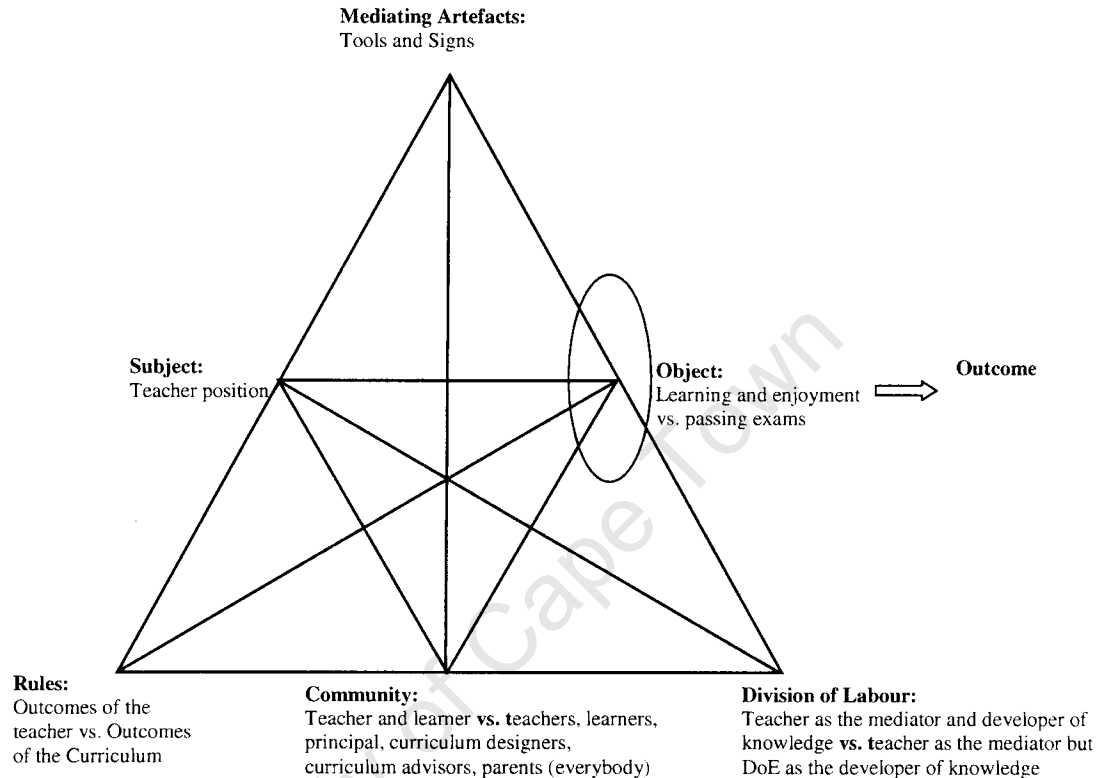 Mediating Artefacts:
Tools and Signs
Subject:
Teacher position
Object:
Learning and enjoyment
vs. passing exams
Outcome
Rules:
Outcomes of the
teacher vs. Outcomes
of the Curriculum
Community:
Teacher and learner vs. teachers, learners,
principal, curriculum designers,
curriculum advisors, parents (everybody)
Division of Labour:
Teacher as the mediator and developer of
knowledge vs. teacher as the mediator but
DoE as the developer of knowledge
of Cape Town